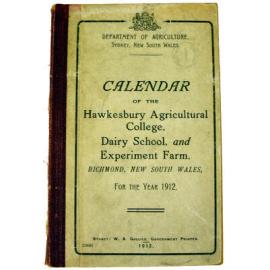 DEPARTMENT OF AGRICULTURE,
SYDNEY, NEW SOUTH WALES.
CALENDAR
OF THE
Hawkesbury Agricultural
College,
Dairy School, and
Experiment Farm,
RICHMOND, NEW SOUTH WALES,
FOR THE YEAR 1912.
SYDNEY: W. A. GULLICK, GOVERNMENT PRINTER.
1912.